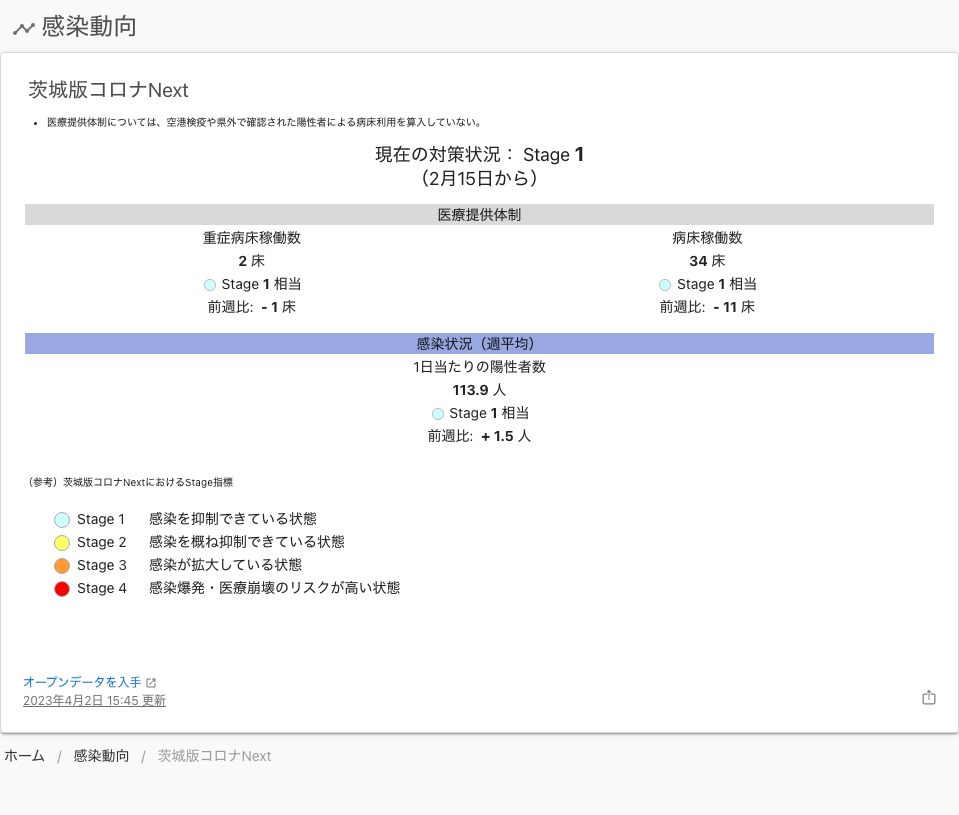 感染動向
茨城版コロナNext
• 医療提供体制については、空港検疫や県外で確認された陽性者による病床利用を算入していない。
現在の対策状況： Stage 1
（2月15日から）
医療提供体制
重症病床稼働数
2 床
Stage 1 相当
前週比: - 1 床
病床稼働数
34 床
Stage 1 相当
前週比: - 11 床
感染状況（週平均）
1日当たりの陽性者数
113.9 人
Stage 1 相当
前週比: + 1.5 人
（参考）茨城版コロナNextにおけるStage指標
Stage 1 感染を抑制できている状態
Stage 2 感染を概ね抑制できている状態
Stage 3 感染が拡大している状態
Stage 4 感染爆発・医療崩壊のリスクが高い状態
オープンデータを入手
2023年4月2日 15:45 更新
ホーム / 感染動向 / 茨城版コロナNext